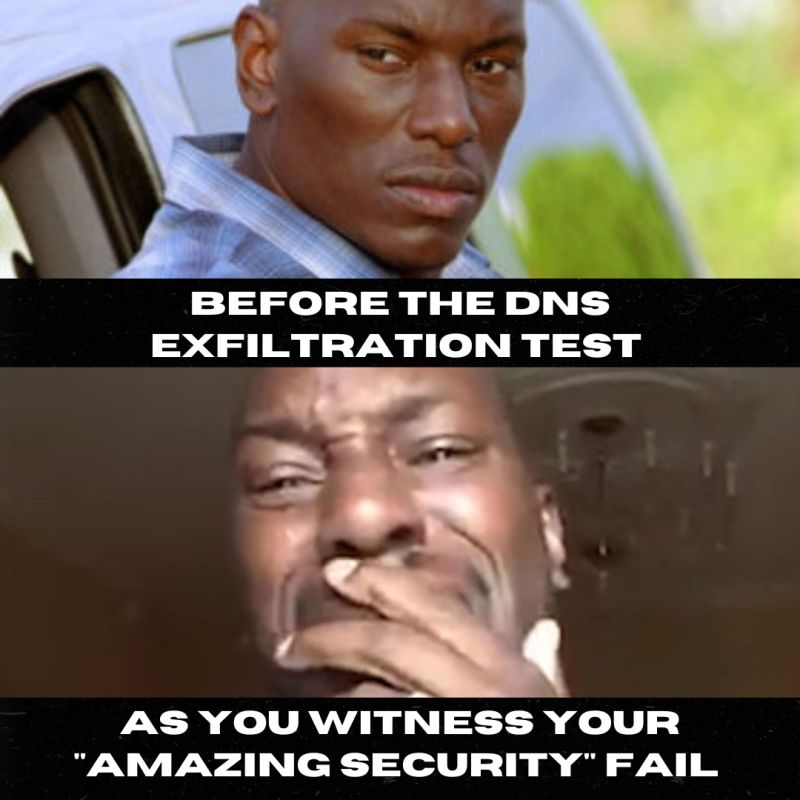 BEFORE THE DNS
EXFILTRATION TEST
AS YOU WITNESS YOUR
"AMAZING SECURITY" FAIL